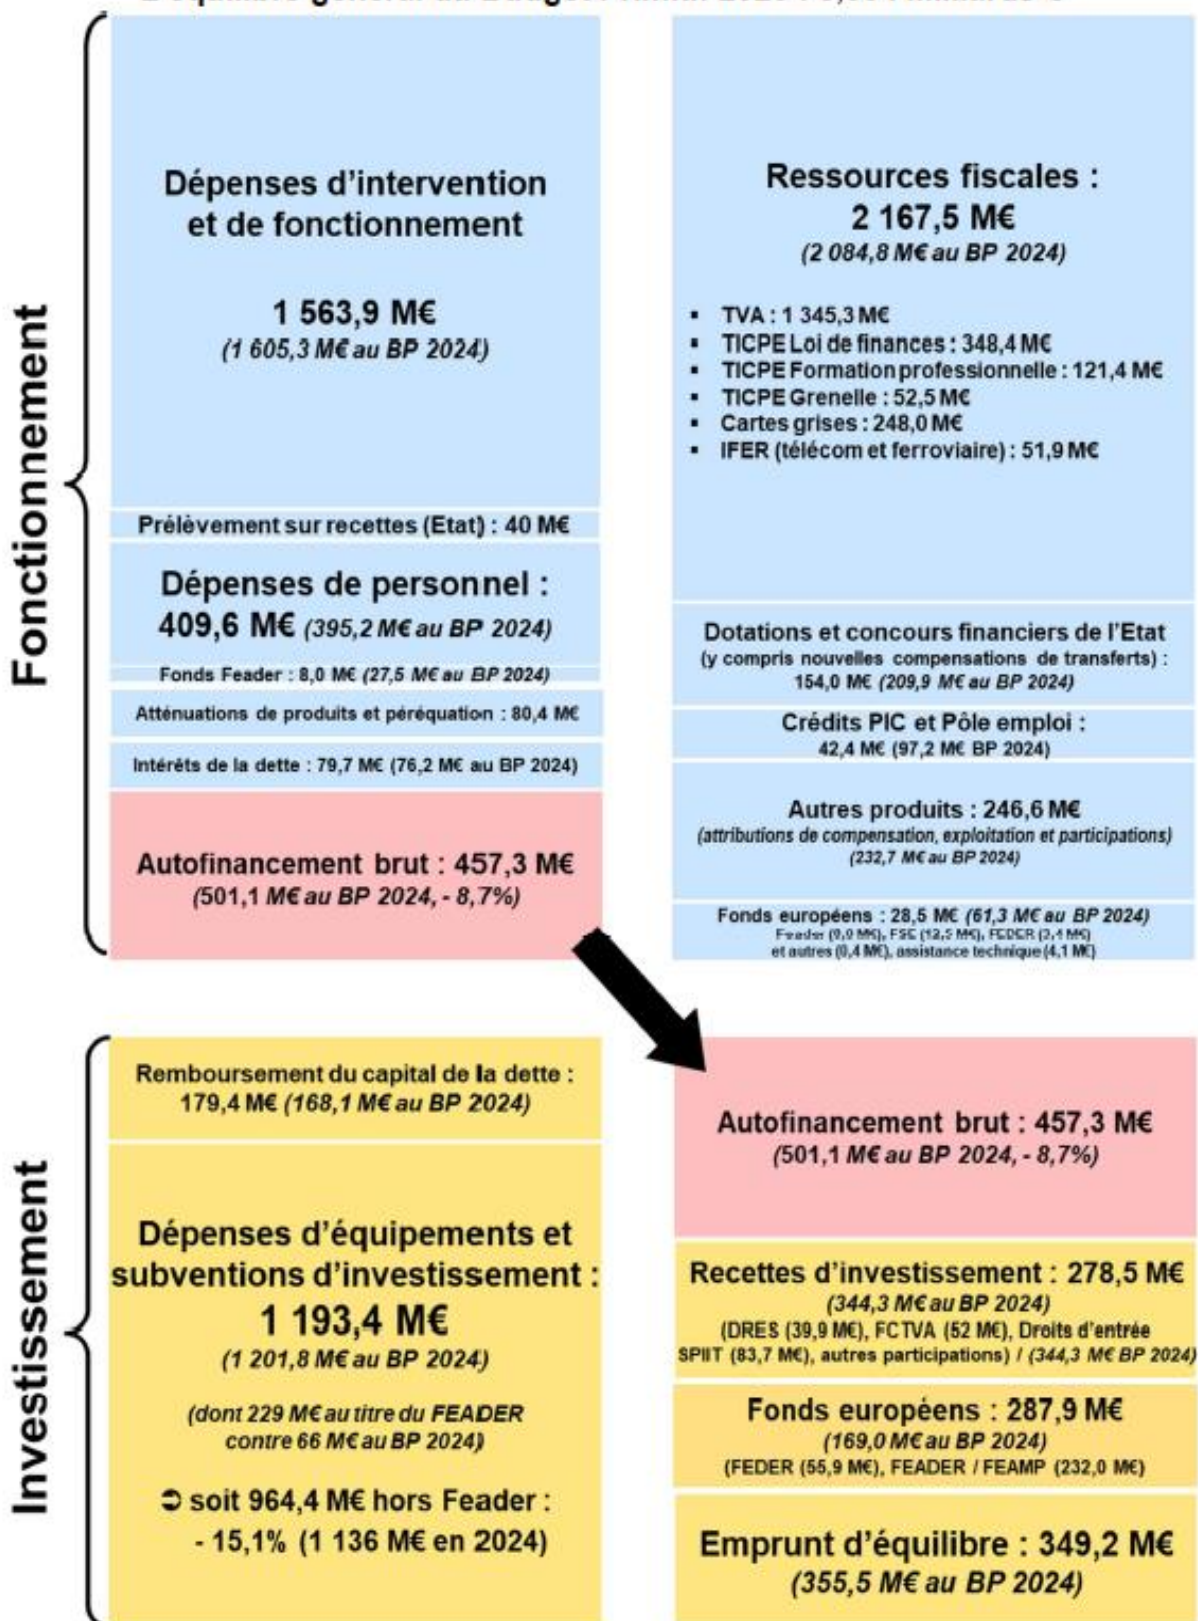 Fonctionnement
Dépenses d’intervention
et de fonctionnement
1 563,9 M€
(1 605,3 M€ au BP 2024)
Prélèvement sur recettes (Etat) : 40 M€
Dépenses de personnel :
409,6 M€ (395,2 M€ au BP 2024)
Fonds Feader : 8,0 M€ (27,5 M€ au BP 2024)
Atténuations de produits et péréquation : 80,4 M€
Intérêts de la dette : 79,7 M€ (76,2 M€ au BP 2024)
Autofinancement brut : 457,3 M€
(501,1 M€ au BP 2024, - 8,7%)
Ressources fiscales :
2 167,5 M€
(2 084,8 M€ au BP 2024)
▪ TVA : 1 345,3 M€
▪ TICPE Loi de finances : 348,4 M€
▪ TICPE Formation professionnelle : 121,4 M€
▪ TICPE Grenelle : 52,5 M€
▪ Cartes grises : 248,0 M€
▪ IFER (télécom et ferroviaire) : 51,9 M€
Dotations et concours financiers de l’Etat
(y compris nouvelles compensations de transferts) :
154,0 M€ (209,9 M€ au BP 2024)
Crédits PIC et Pôle emploi :
42,4 M€ (97,2 M€ BP 2024)
Autres produits : 246,6 M€
(attributions de compensation, exploitation et participations)
(232,7 M€ au BP 2024)
Fonds européens : 28,5 M€ (61,3 M€ au BP 2024)
Feader M€), FSE M€), FEDER M€)
et autres (0,4 M€), assistance technique (4,1 M€)
Investissement
Remboursement du capital de la dette :
179,4 M€ (168,1 M€ au BP 2024)
Dépenses d’équipements et
subventions d’investissement :
1 193,4 M€
(1 201,8 M€ au BP 2024)
(dont 229 M€ au titre du FEADER
contre 66 M€ au BP 2024)
➲ soit 964,4 M€ hors Feader :
- 15,1% (1 136 M€ en 2024)
Autofinancement brut : 457,3 M€
(501,1 M€ au BP 2024, - 8,7%)
Recettes d’investissement : 278,5 M€
(344,3 M€ au BP 2024)
(DRES (39,9 M€), FCTVA (52 M€), Droits d’entrée
SPIIT (83,7 M€), autres participations) / (344,3 M€ BP 2024)
Fonds européens : 287,9 M€
(169,0 M€ au BP 2024)
(FEDER (55,9 M€), FEADER / FEAMP (232,0 M€)
Emprunt d’équilibre : 349,2 M€
(355,5 M€ au BP 2024)